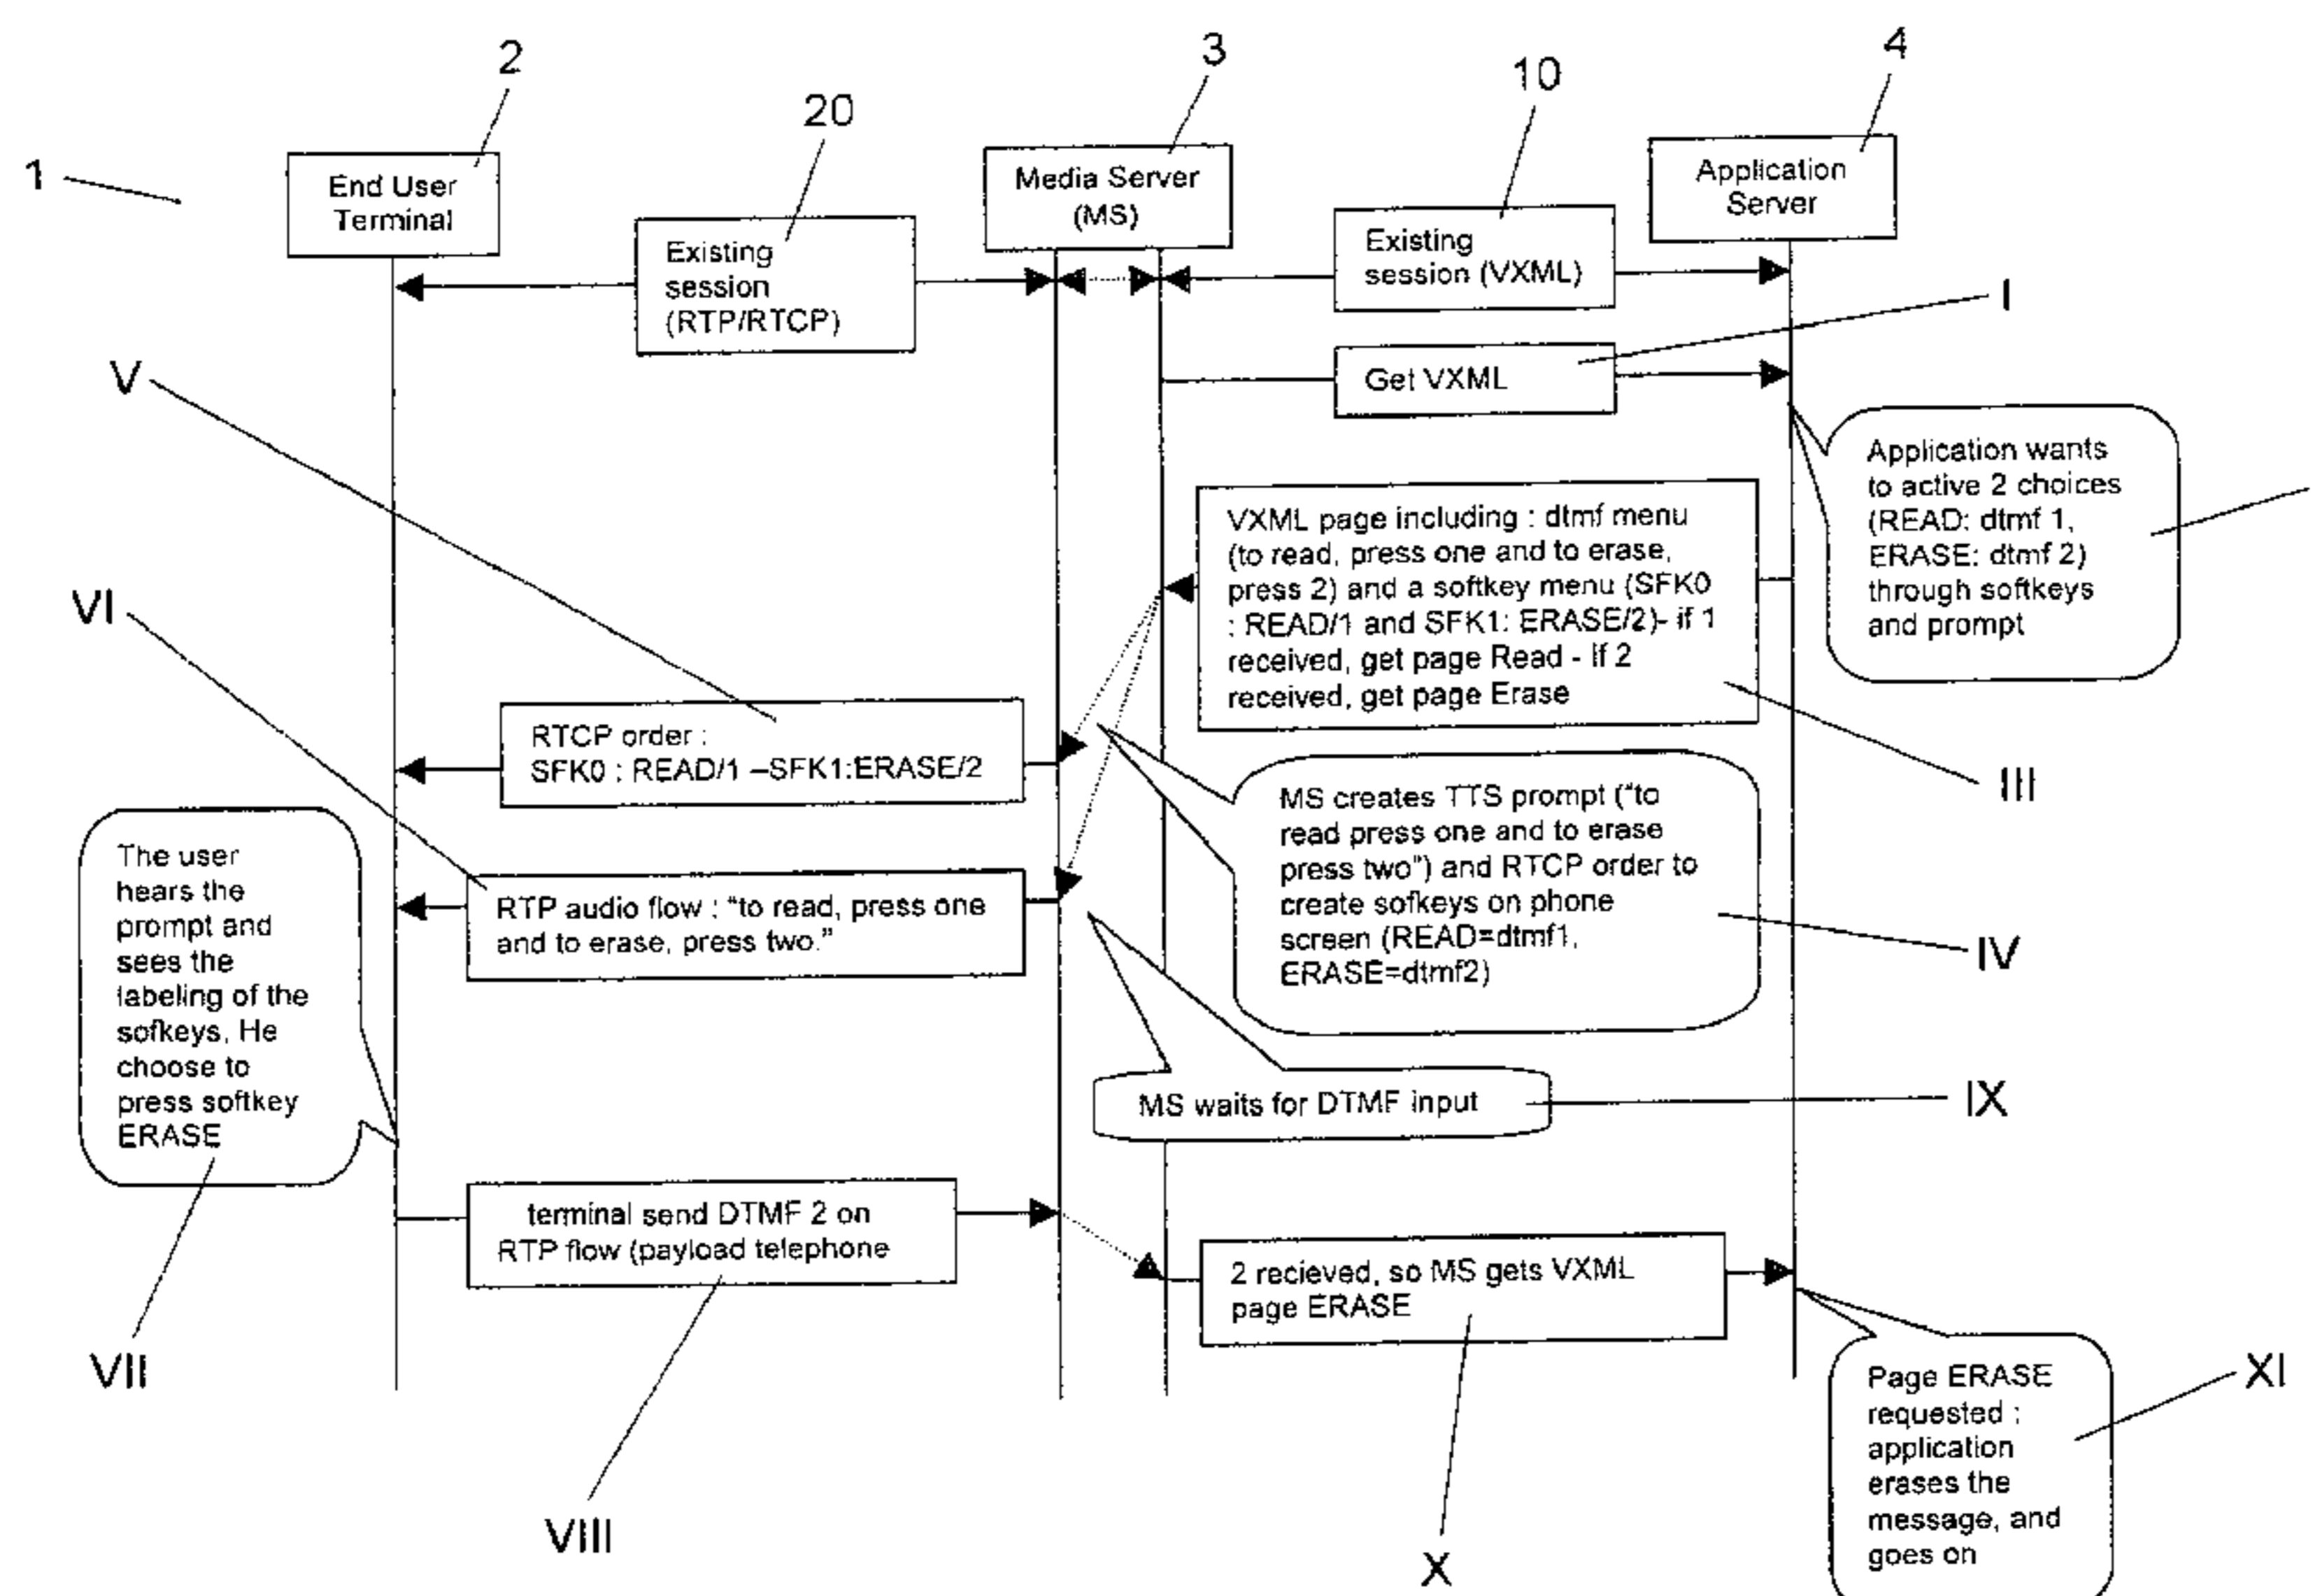 2
3
4
20
10
1
End User
Terminal
Media Server
(MS)
Application
Server
Existing
session
(RTP/RTCP)
Existing
session (VXML)
I
Get VXML
V
Application wants
to active 2 choices
(READ: dtmf 1,
ERASE: dtmf 2)
through softkeys
and prompt
VXML page including : dtmf menu
(to read, press one and to erase,
press 2) and a softkey menu (SFK0
: READ/1 and SFK1: ERASE/2)- if 1
received, get page Read - If 2
received, get page Erase
VI
RTCP order :
SFK0 : READ/1 –SFK1:ERASE/2
III
MS creates TTS prompt ("to
read press one and to erase
press two") and RTCP order to
create sofkeys on phone
screen (READ=dtmf1,
ERASE=dtmf2)
IV
The user
hears the
prompt and
sees the
labeling of the
sofkeys, He
choose to
press softkey
ERASE
RTP audio flow : "to read, press one
and to erase, press two."
MS waits for DTMF input
IX
terminal send DTMF 2 on
RTP flow (payload telephone
2 recieved, so MS gets VXML
page ERASE
VII
VIII
X
Page ERASE
requested :
application
erases the
message, and
goes on
XI